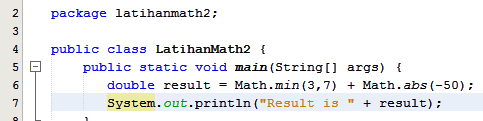 2 package latihanmath2;
3
4 public class LatihanMath2 {
5 public static void main(String[] args) {
6 double result = Math.min(3,7) + Math.abs(-50);
7 System.out.println("Result is " + result);